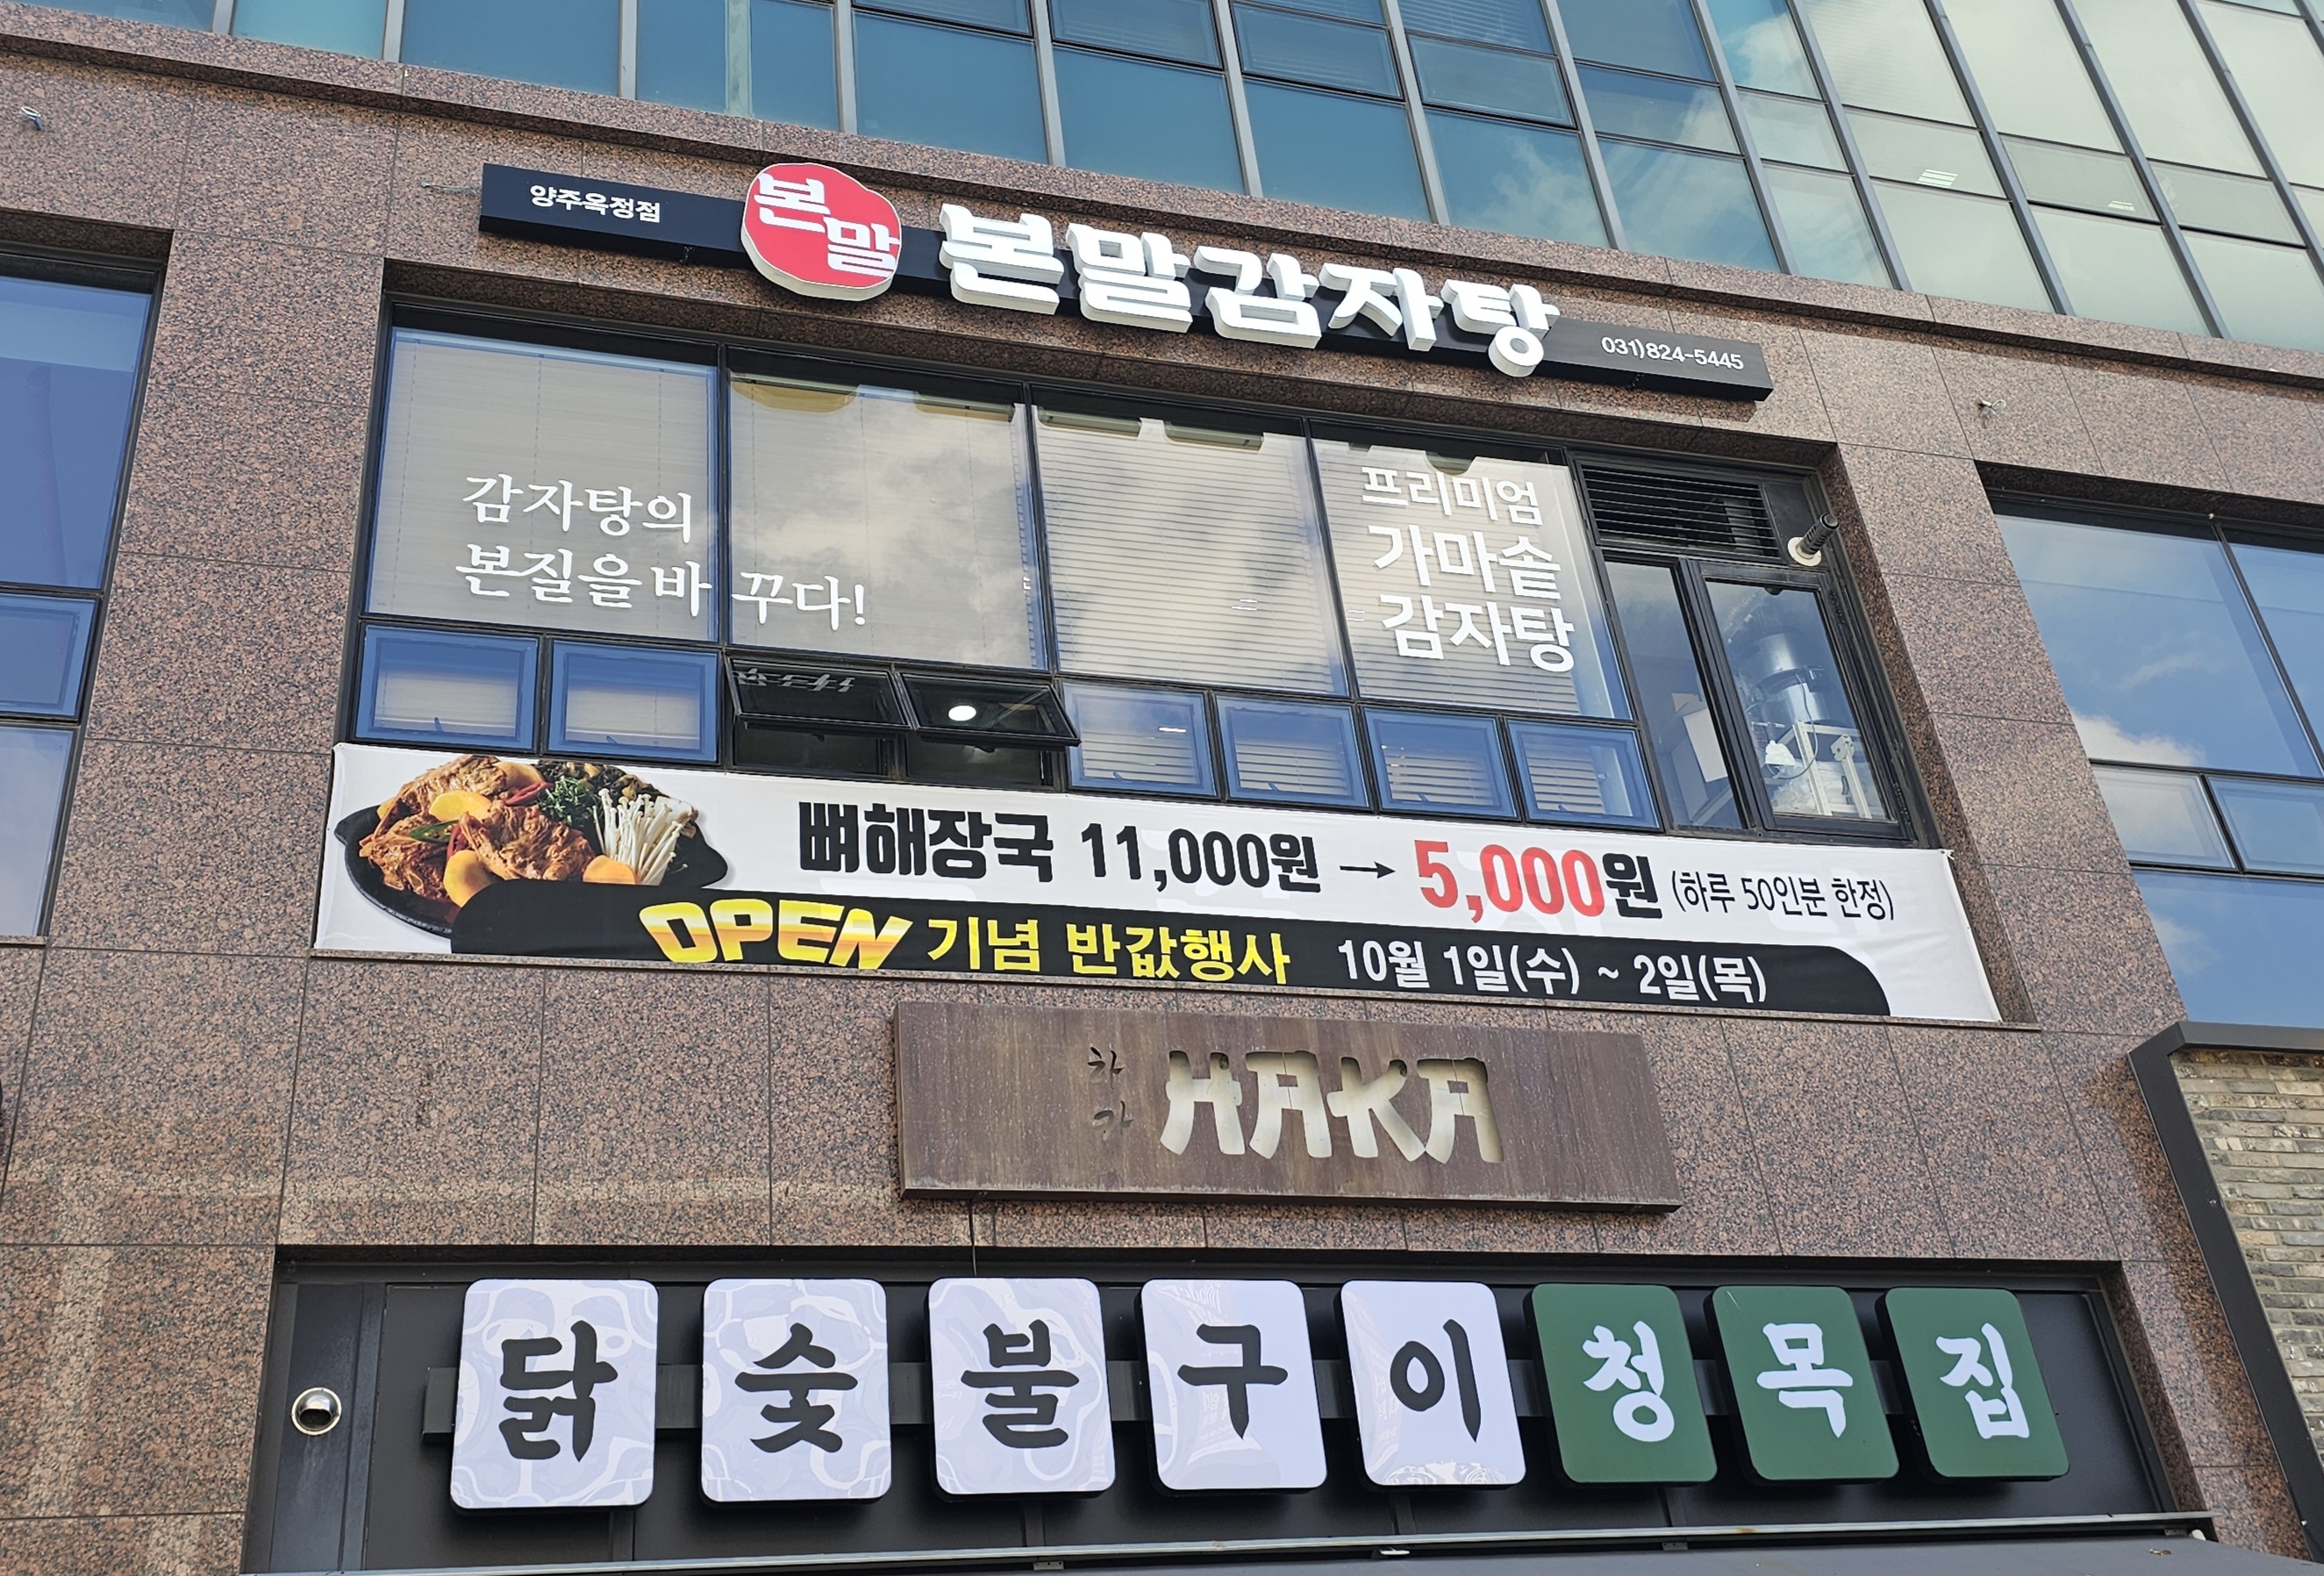 양주옥정점
본말
본말감자탕
031)824-5445
감자탕의
본질을 바꾸다!
프리미엄
가마솥
감자탕
뼈해장국 11,000원 → 5,000원 (하루 50인분 한정)
OPEN 기념 반값행사 10월 1일(수) ~ 2일(목)
하카 HAKA
닭숯불구이청목집